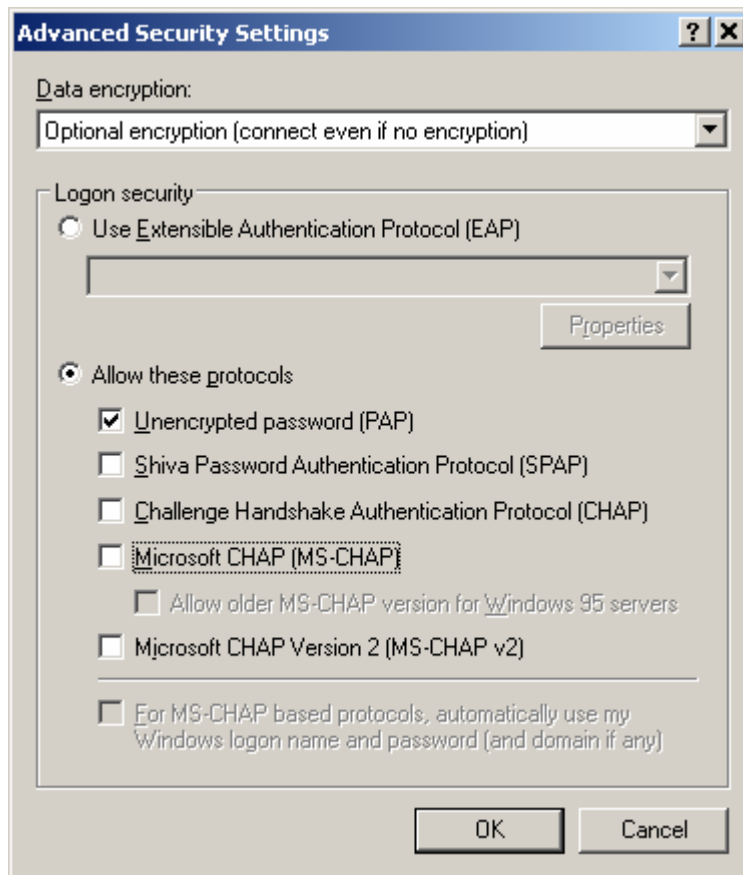 Advanced Security Settings
Data encryption:
Optional encryption (connect even if no encryption)
Logon security
Use Extensible Authentication Protocol (EAP)
Properties
Allow these protocols
Unencrypted password (PAP)
Shiva Password Authentication Protocol (SPAP)
Challenge Handshake Authentication Protocol (CHAP)
Microsoft CHAP (MS-CHAP)
Allow older MS-CHAP version for Windows 95 servers
Microsoft CHAP Version 2 (MS-CHAP v2)
For MS-CHAP based protocols, automatically use my
Windows logon name and password (and domain if any)
OK Cancel